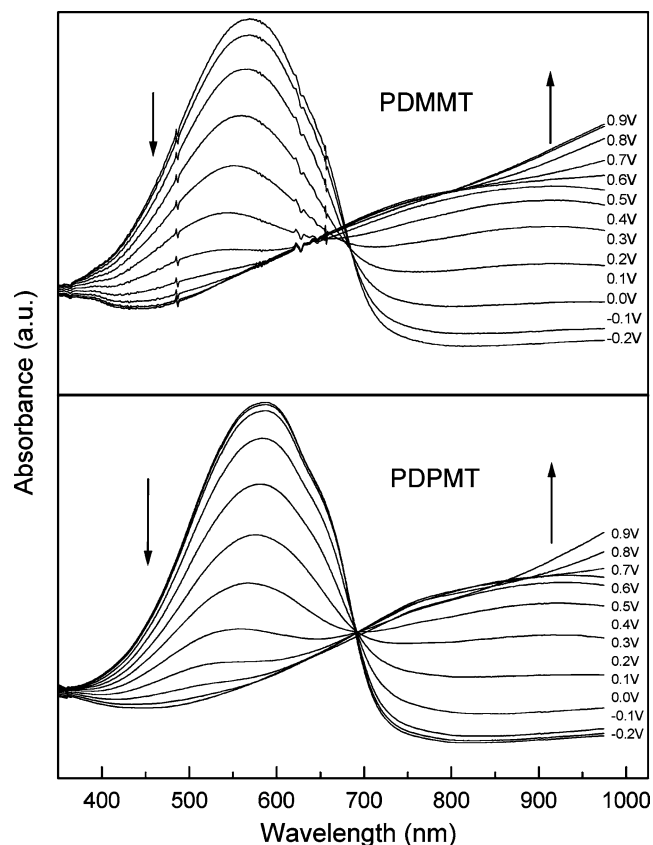 PDMMT
0.9V
0.8V
0.7V
0.6V
0.5V
0.4V
0.3V
0.2V
0.1V
0.0V
-0.1V
-0.2V
Absorbance (a.u.)
PDPMT
0.9V
0.8V
0.7V
0.6V
0.5V
0.4V
0.3V
0.2V
0.1V
0.0V
-0.1V
-0.2V
400 500 600 700 800 900 1000
Wavelength (nm)